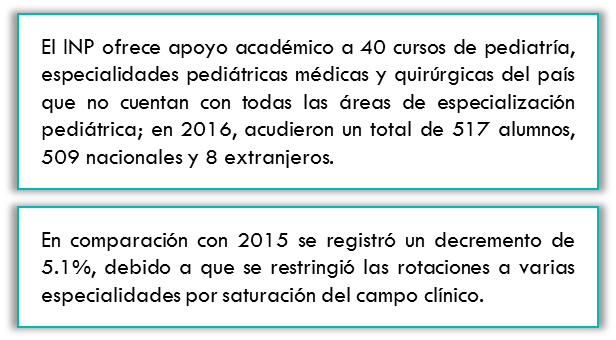 El INP ofrece apoyo académico a 40 cursos de pediatría,
especialidades pediátricas médicas y quirúrgicas del país
que no cuentan con todas las áreas de especialización
pediátrica; en 2016, acudieron un total de 517 alumnos,
509 nacionales y 8 extranjeros.
En comparación con 2015 se registró un decremento de
5.1%, debido a que se restringió las rotaciones a varias
especialidades por saturación del campo clínico.